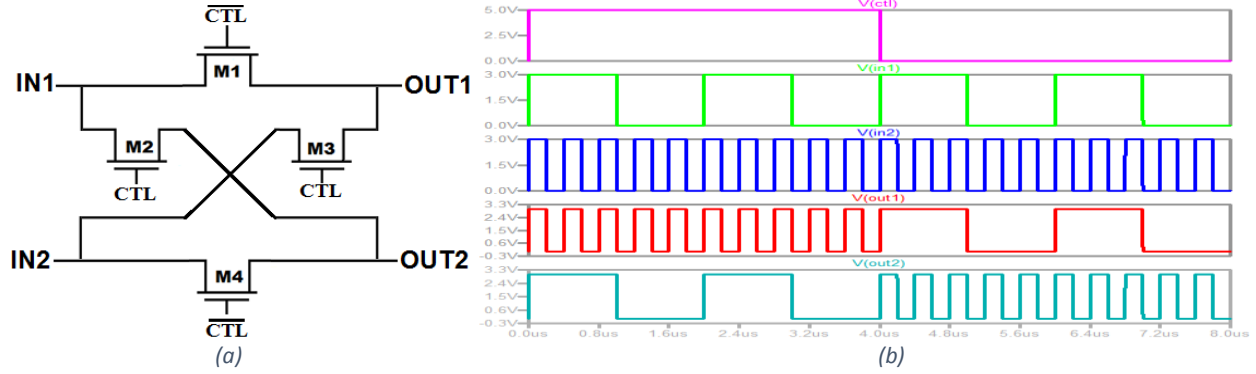 CTL
M1
IN1
OUT1
M2
M3
CTL
CTL
IN2
OUT2
M4
CTL
(a)
V(ctl)
5.0V
2.5V
0.0V
V(in1)
3.0V
1.5V
0.0V
V(in2)
3.0V
1.5V
0.0V
V(out1)
3.3V
2.4V
1.5V
0.6V
-0.3V
V(out2)
3.3V
2.4V
1.5V
0.6V
-0.3V
0.0us 0.8us 1.6us 2.4us 3.2us 4.0us 4.8us 5.6us 6.4us 7.2us 8.0us
(b)